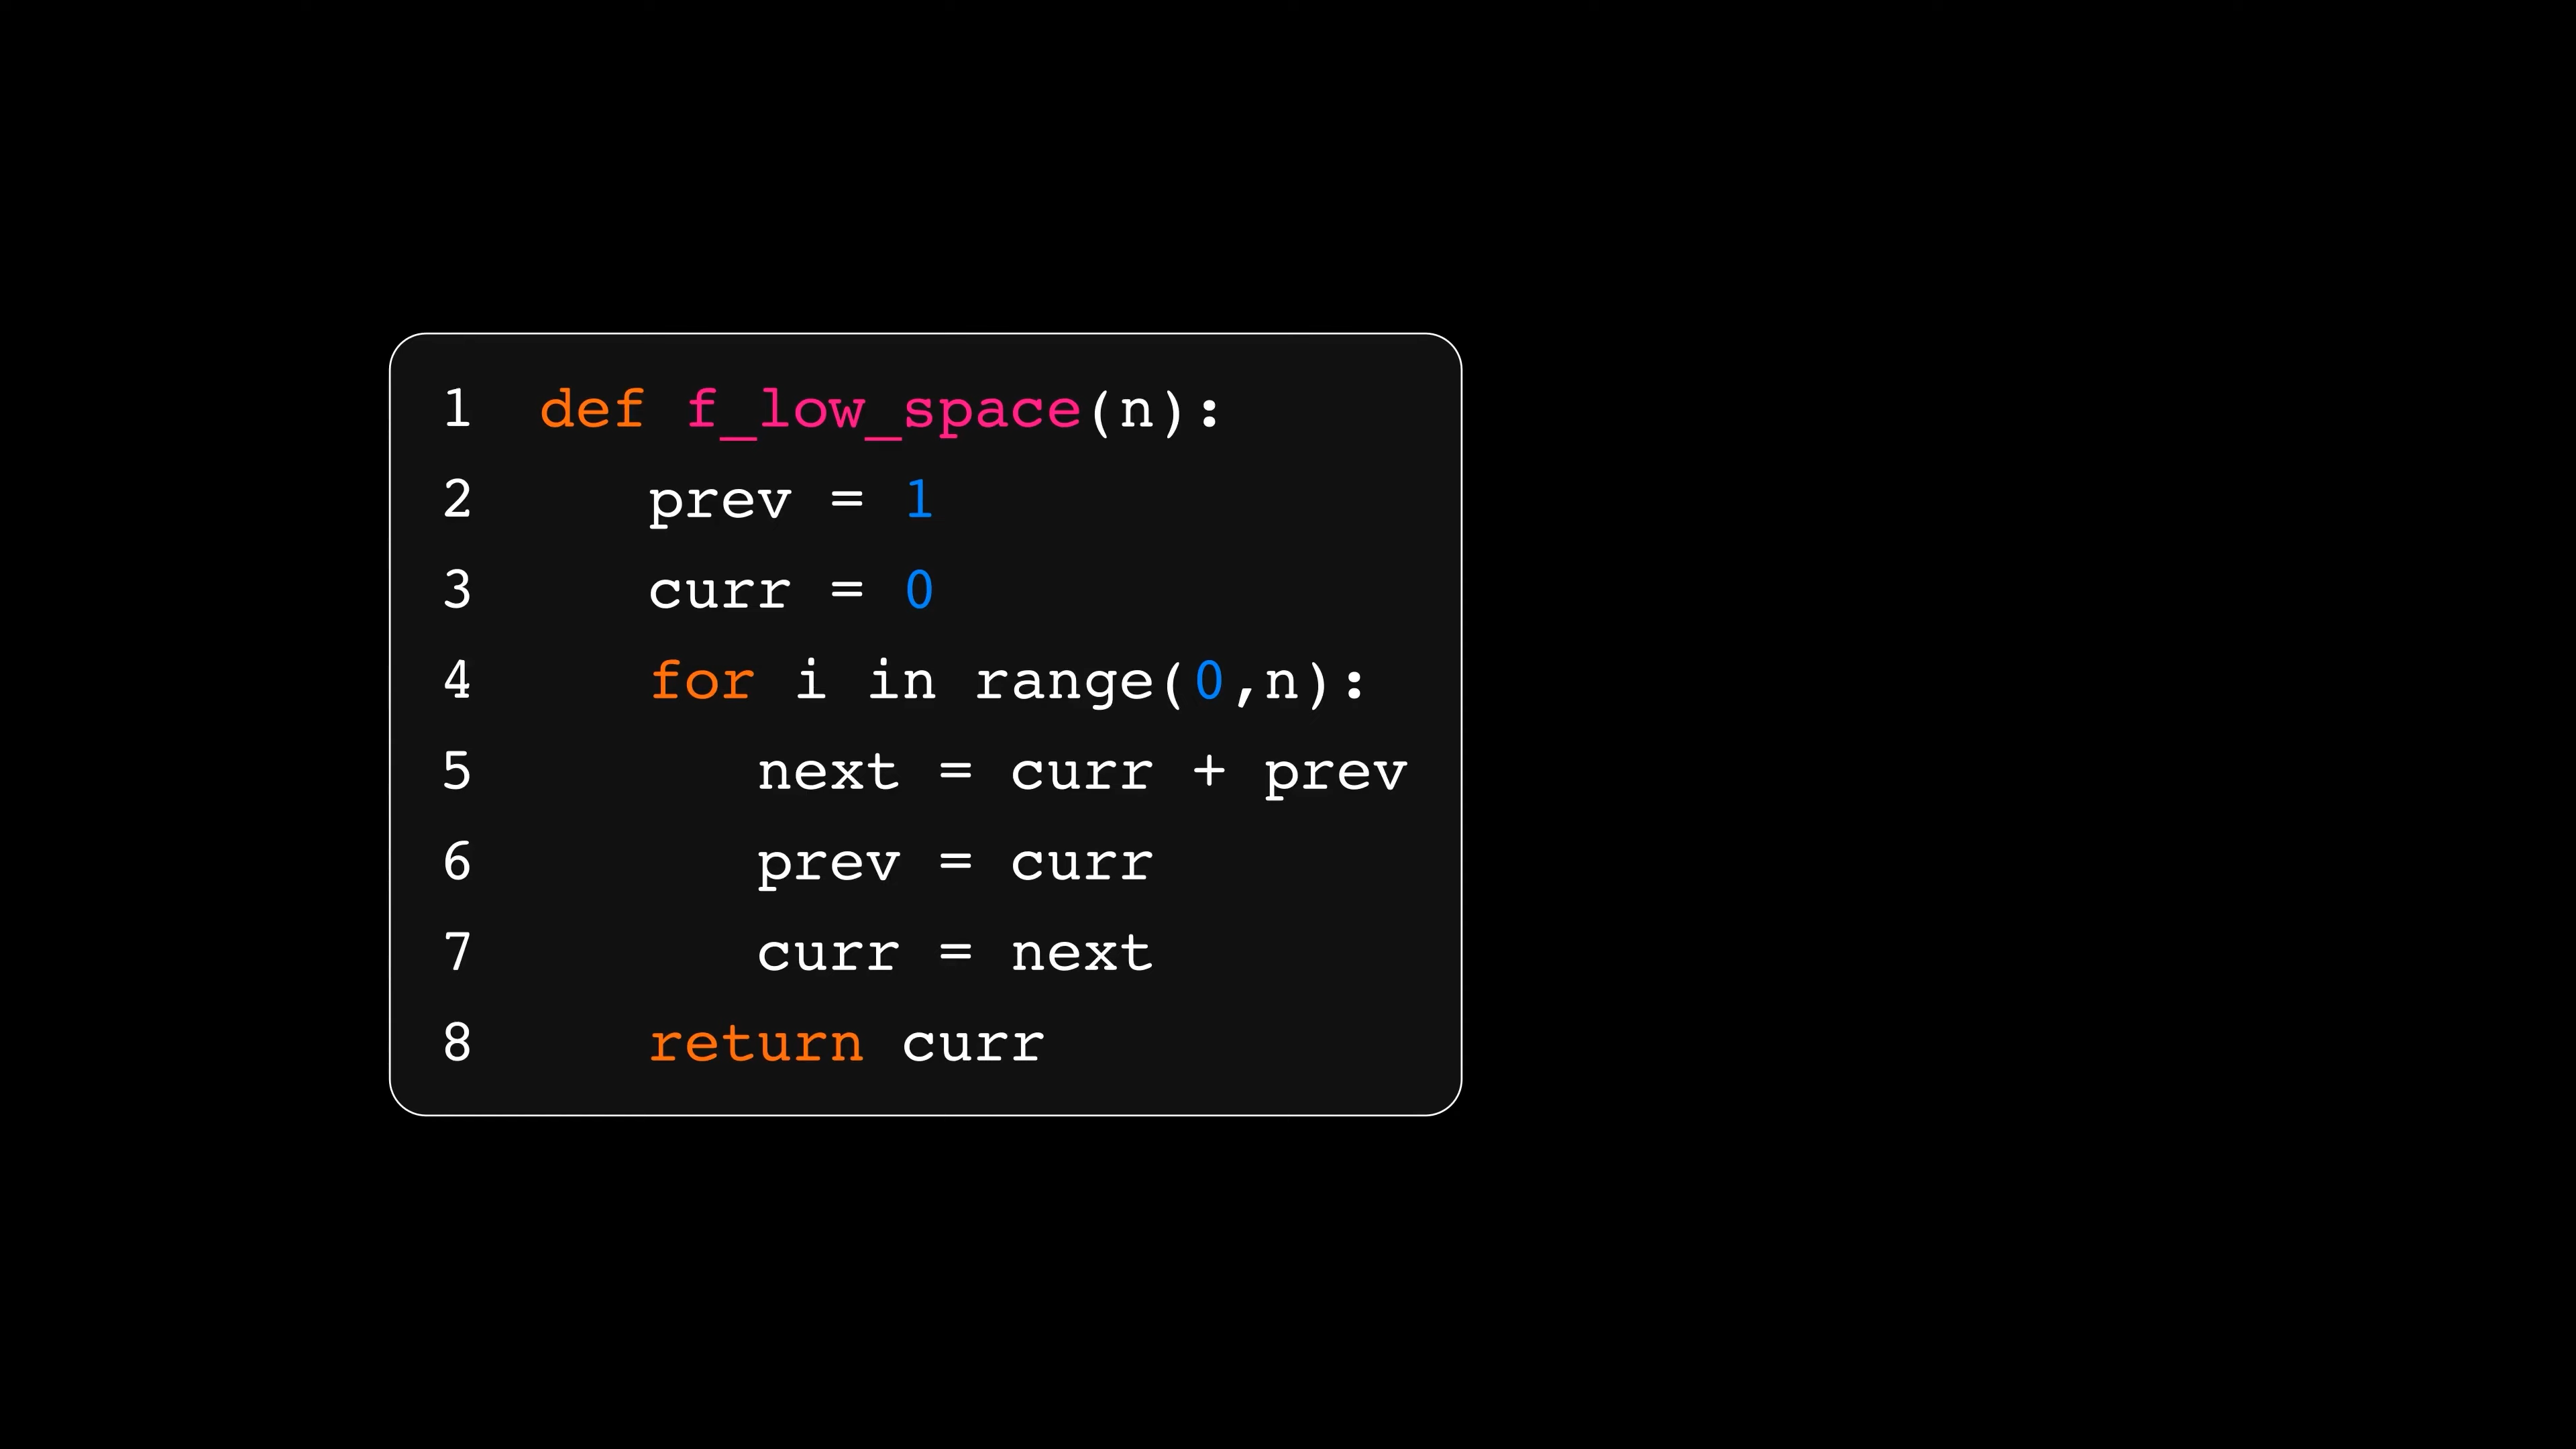 1 def f_low_space(n):
2    prev = 1
3    curr = 0
4    for i in range(0,n):
5       next = curr + prev
6       prev = curr
7       curr = next
8    return curr